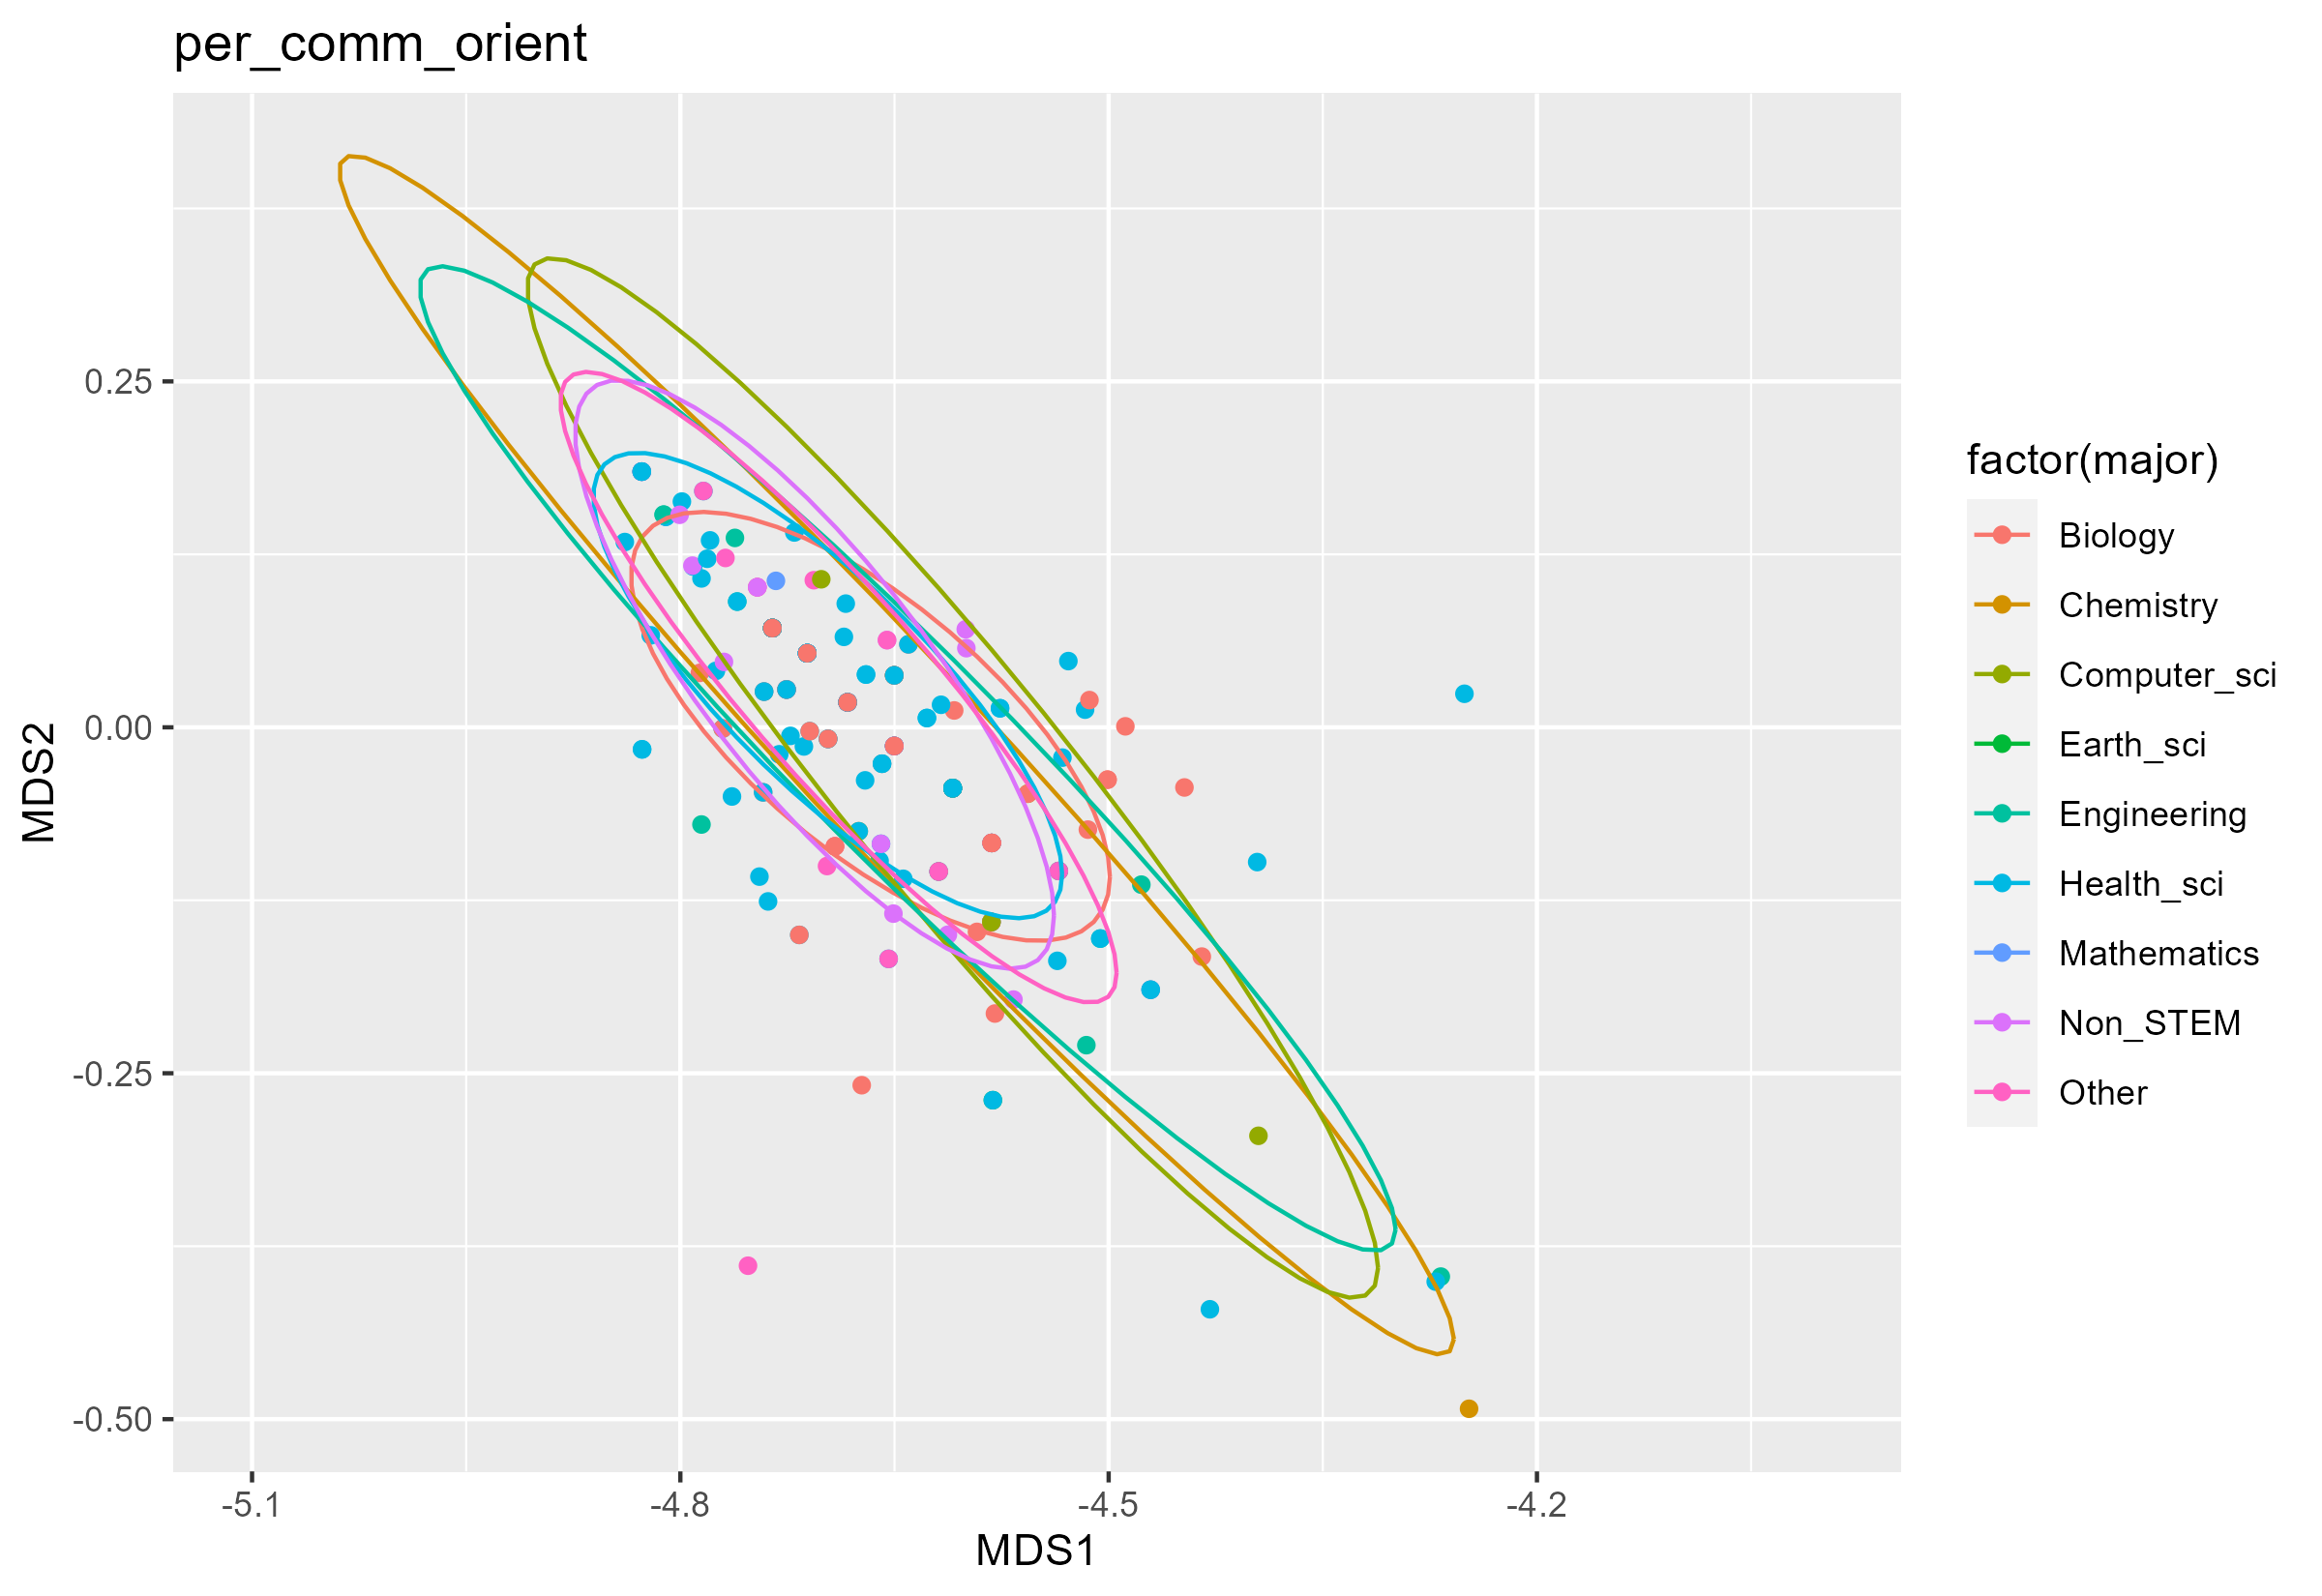 per_comm_orient
MDS2
0.25
0.00
-0.25
-0.50
-5.1
-4.8
-4.5
-4.2
MDS1
factor(major)
Biology
Chemistry
Computer_sci
Earth_sci
Engineering
Health_sci
Mathematics
Non_STEM
Other